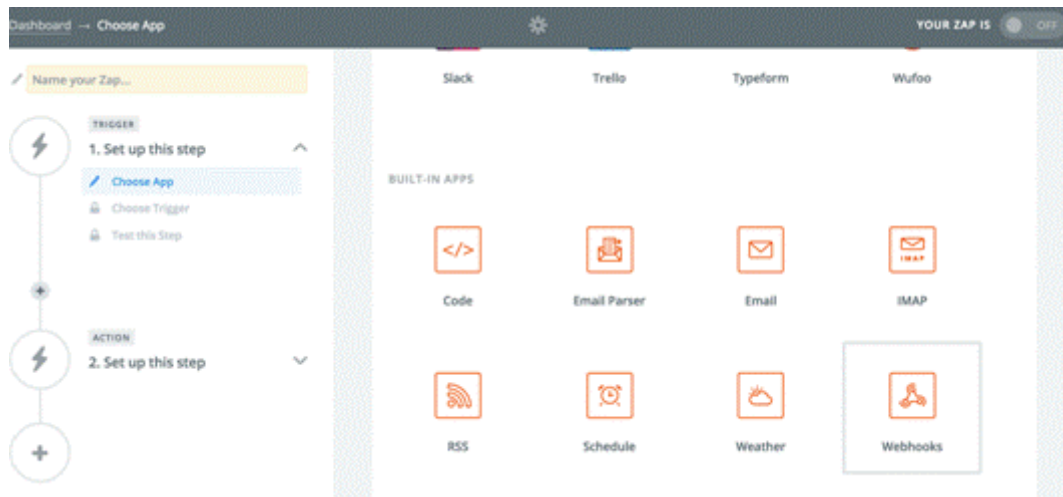 Dashboard → Choose App
YOUR ZAP IS OFF
Name your Zap...
TRIGGER
1. Set up this step
Choose App
Choose Trigger
Test this Step
ACTION
2. Set up this step
Slack Trello Typeform Wufoo
BUILT-IN APPS
</>
IMAP
Code Email Parser Email IMAP
RSS Schedule Weather Webhooks